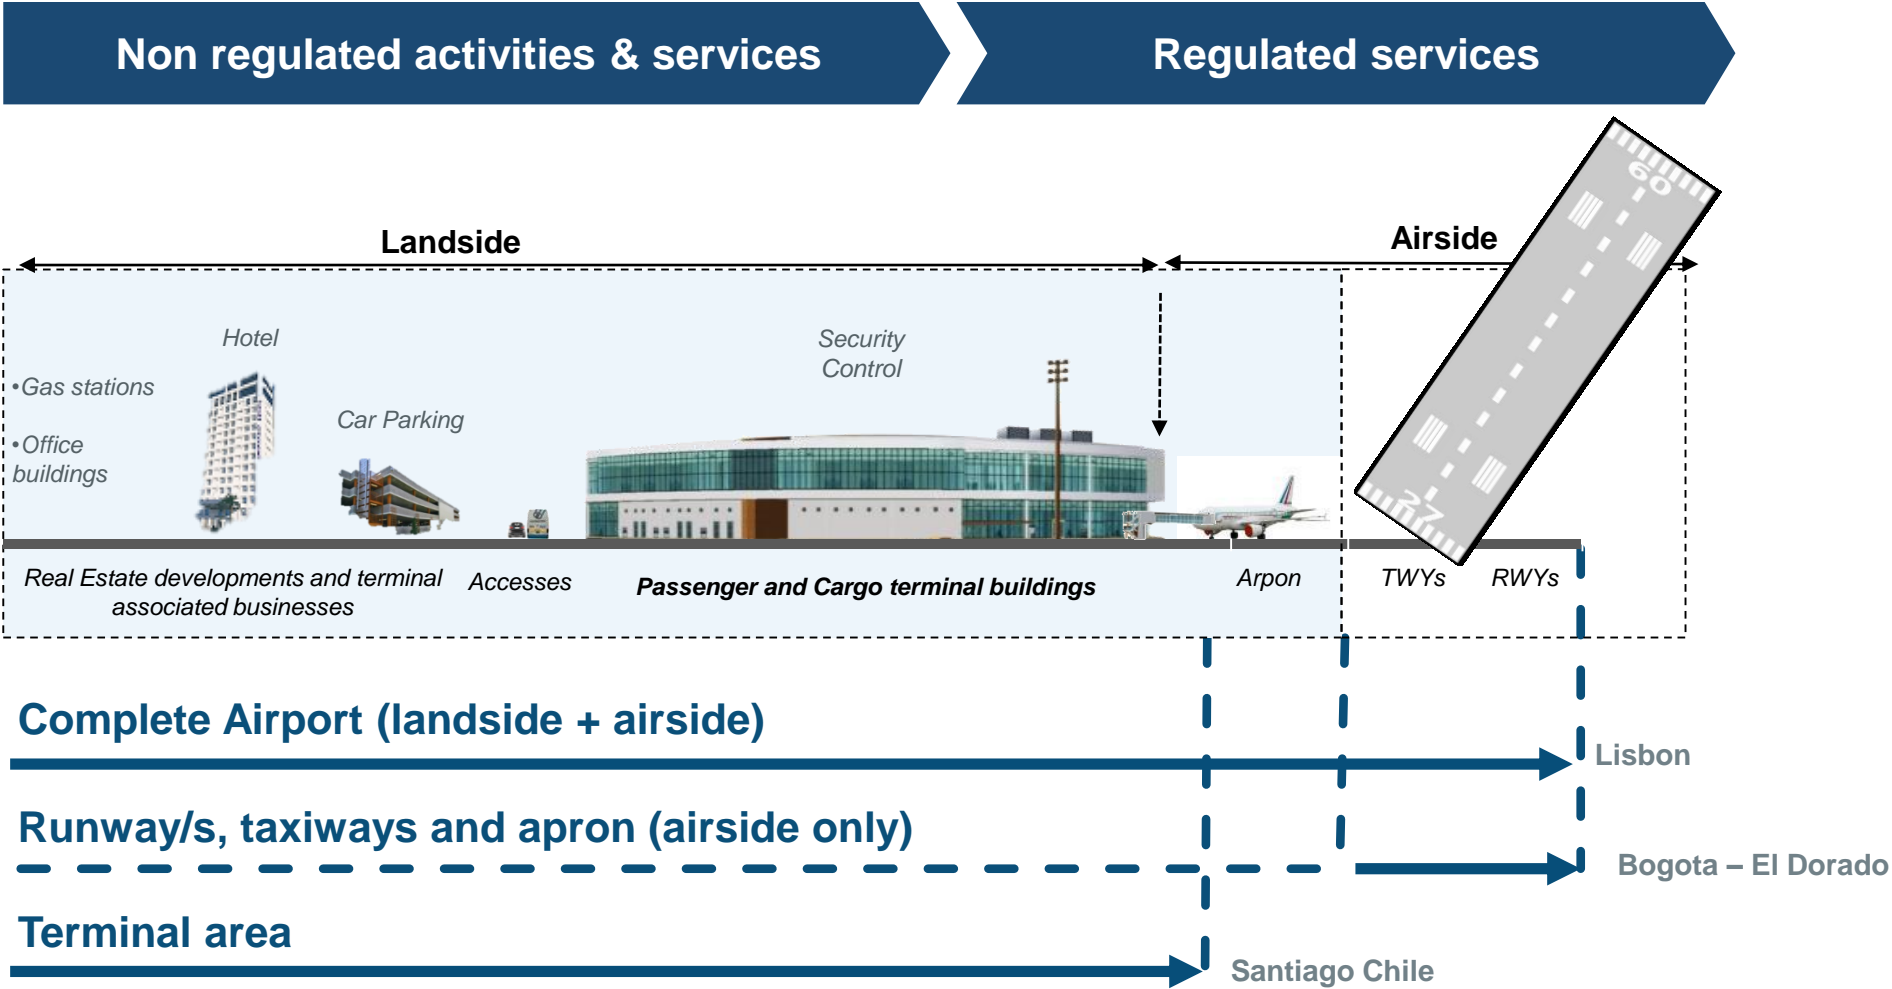 Non regulated activities & services
Regulated services
Landside
Airside
Hotel
Security
Control
•Gas stations
Car Parking
•Office
buildings
60
27
Real Estate developments and terminal
associated businesses
Accesses
Passenger and Cargo terminal buildings
Arpon
TWYs
RWYs
Complete Airport (landside + airside)
Lisbon
Runway/s, taxiways and apron (airside only)
Bogota – El Dorado
Terminal area
Santiago Chile